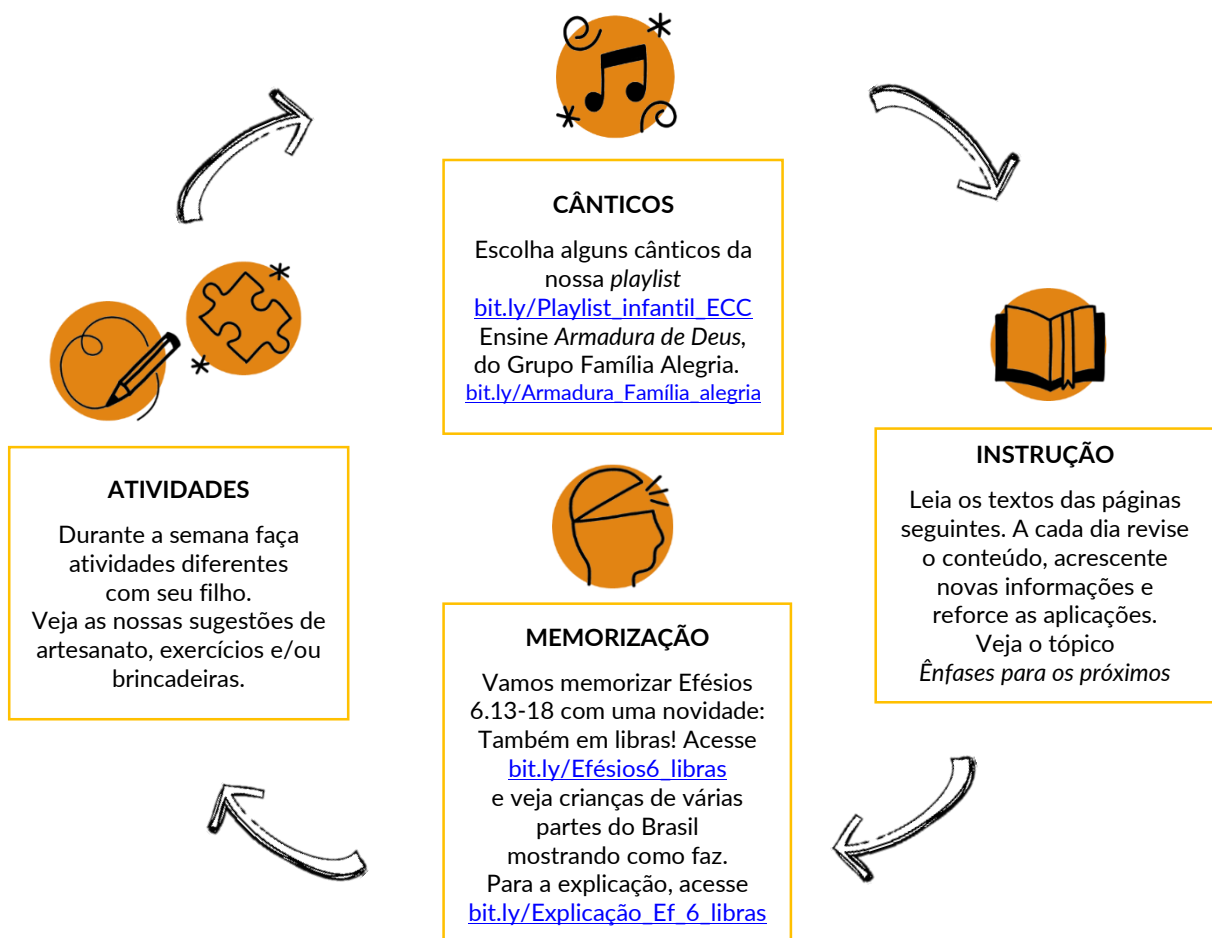 CÂNTICOS
Escolha alguns cânticos da
nossa playlist
bit.ly/Playlist_infantil_ECC
Ensine Armadura de Deus,
do Grupo Família Alegria.
bit.ly/Armadura_Família_alegria
INSTRUÇÃO
Leia os textos das páginas
seguintes. A cada dia revise
o conteúdo, acrescente
novas informações e
reforce as aplicações.
Veja o tópico
Ênfases para os próximos
MEMORIZAÇÃO
Vamos memorizar Efésios
6.13-18 com uma novidade:
Também em libras! Acesse
bit.ly/Efésios6_libras
e veja crianças de várias
partes do Brasil
mostrando como faz.
Para a explicação, acesse
bit.ly/Explicação_Ef_6_libras
ATIVIDADES
Durante a semana faça
atividades diferentes
com seu filho.
Veja as nossas sugestões de
artesanato, exercícios e/ou
brincadeiras.